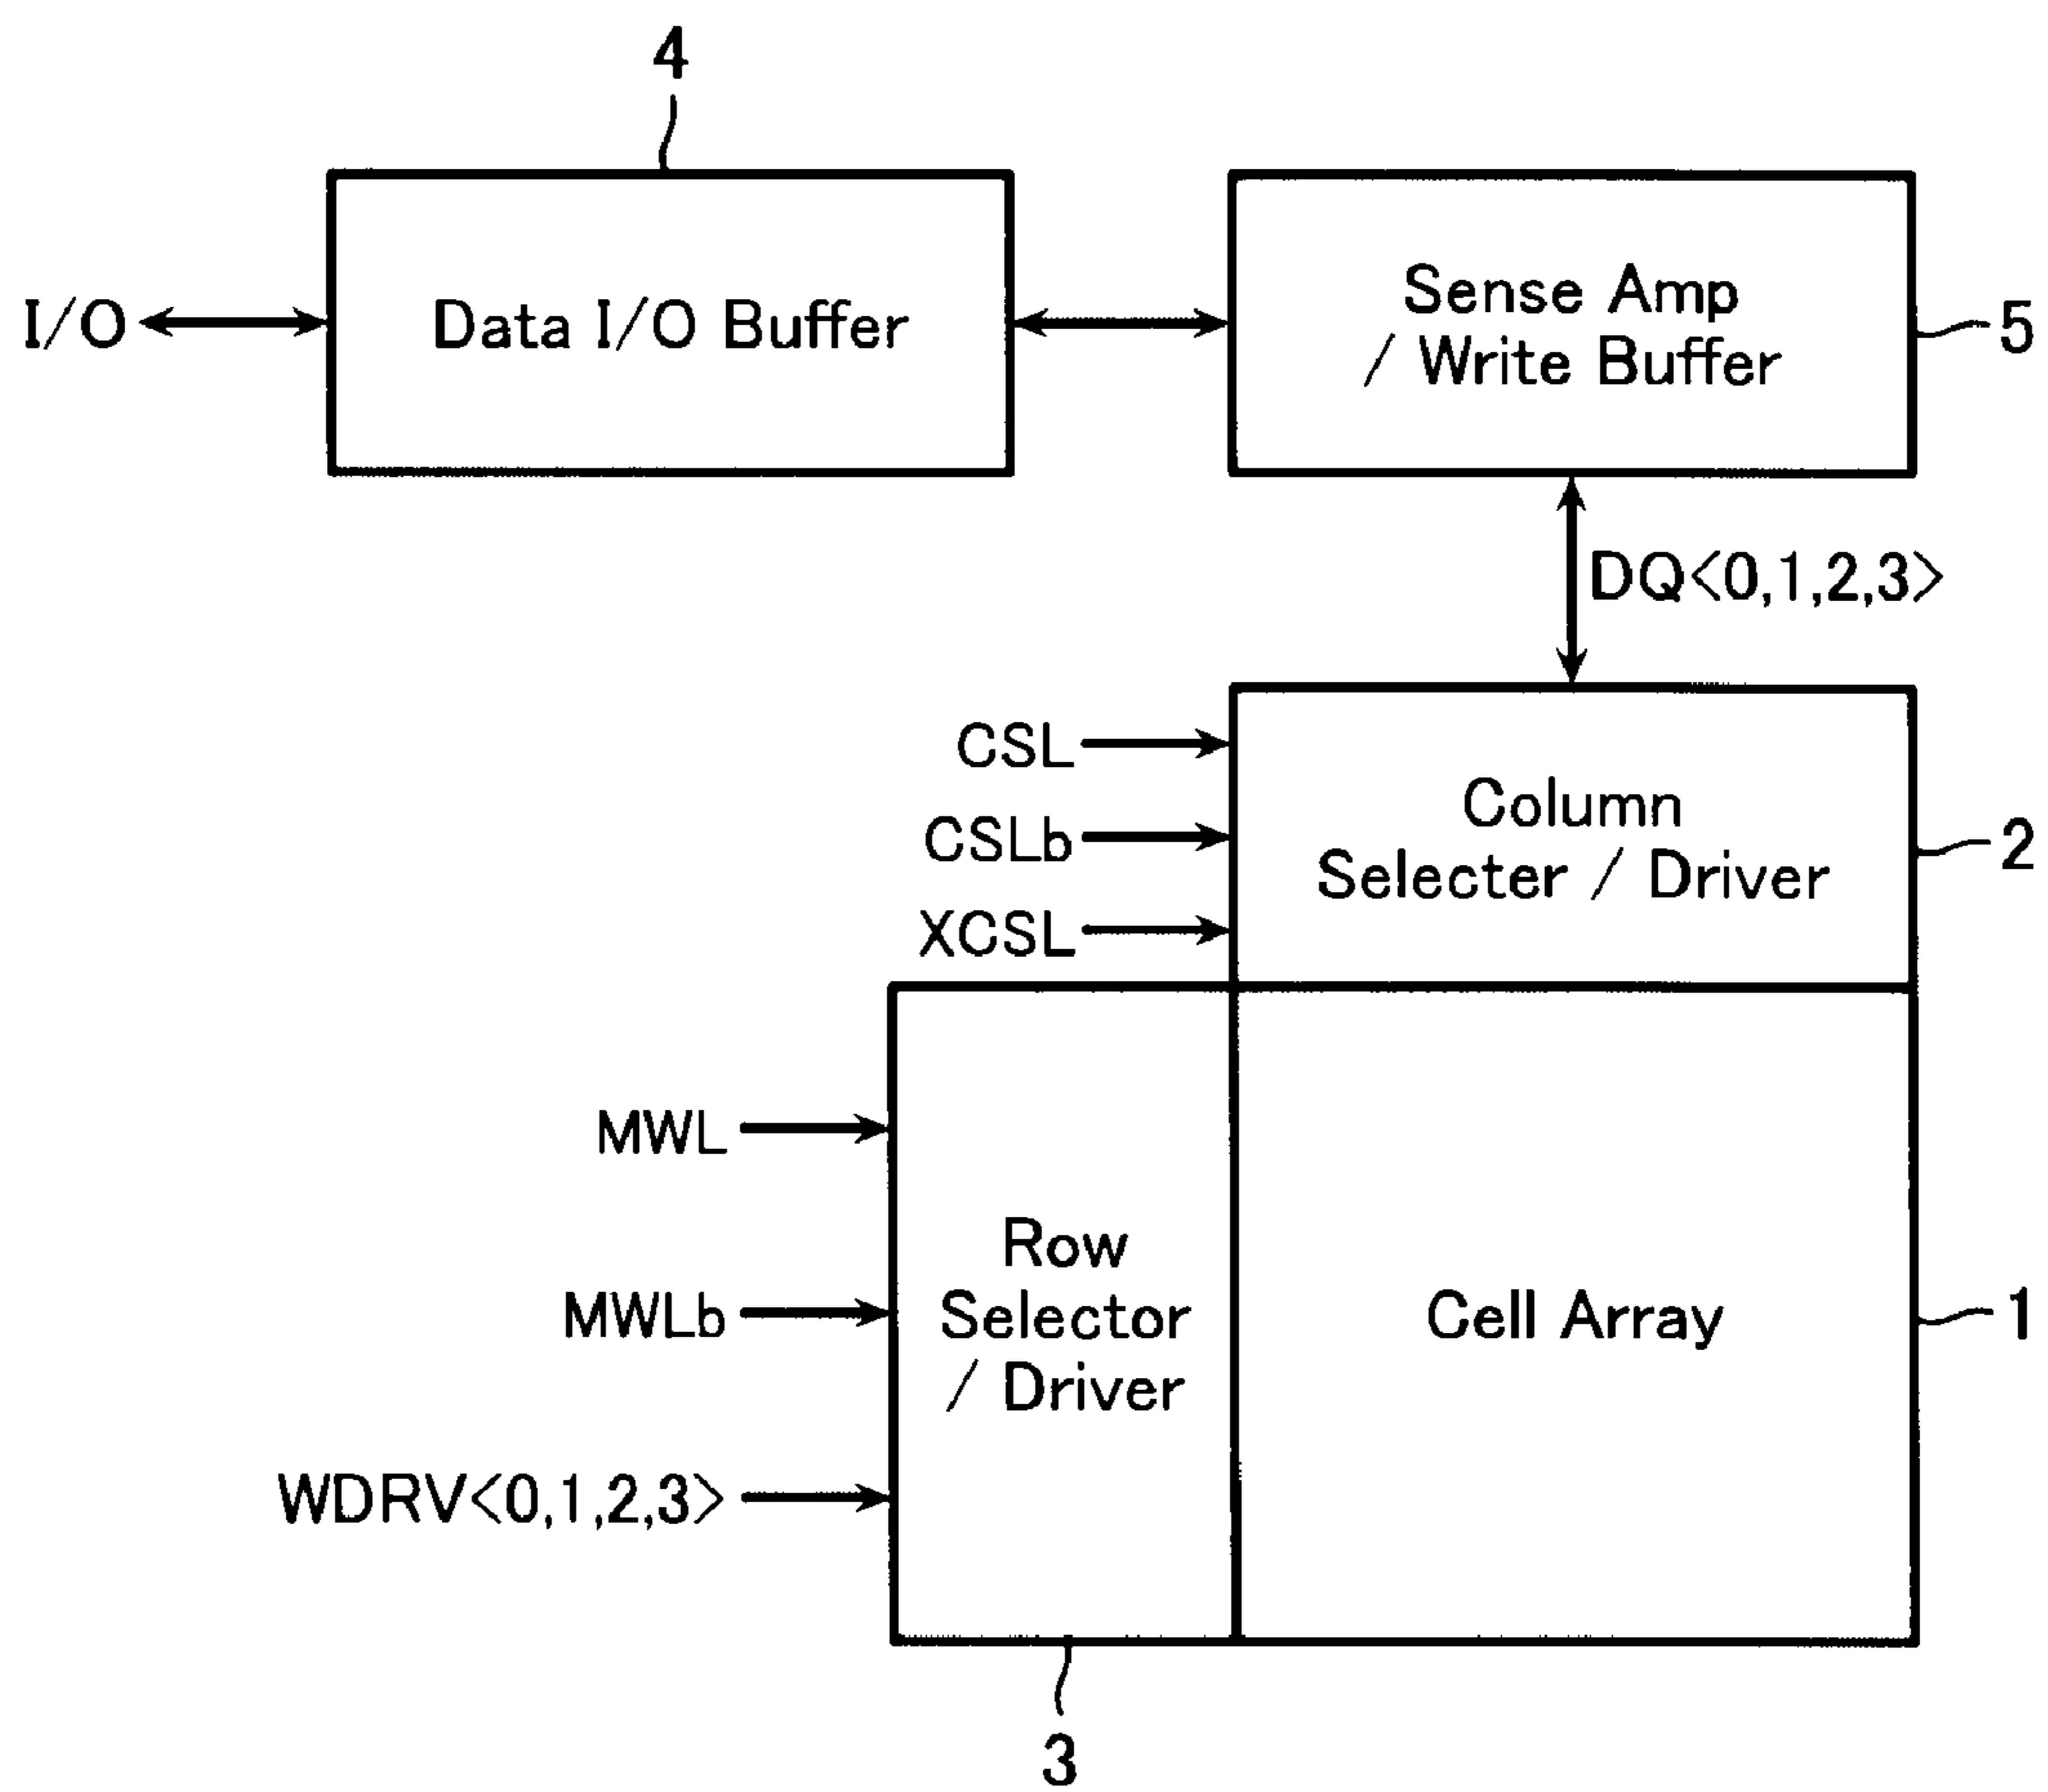 4
I/O
Data I/O Buffer
Sense Amp
/ Write Buffer
5
DQ<0,1,2,3>
CSL
CSLb
XCSL
Column
Selecter / Driver
2
MWL
MWLb
WDRV<0,1,2,3>
Row
Selector
/ Driver
Cell Array
1
3